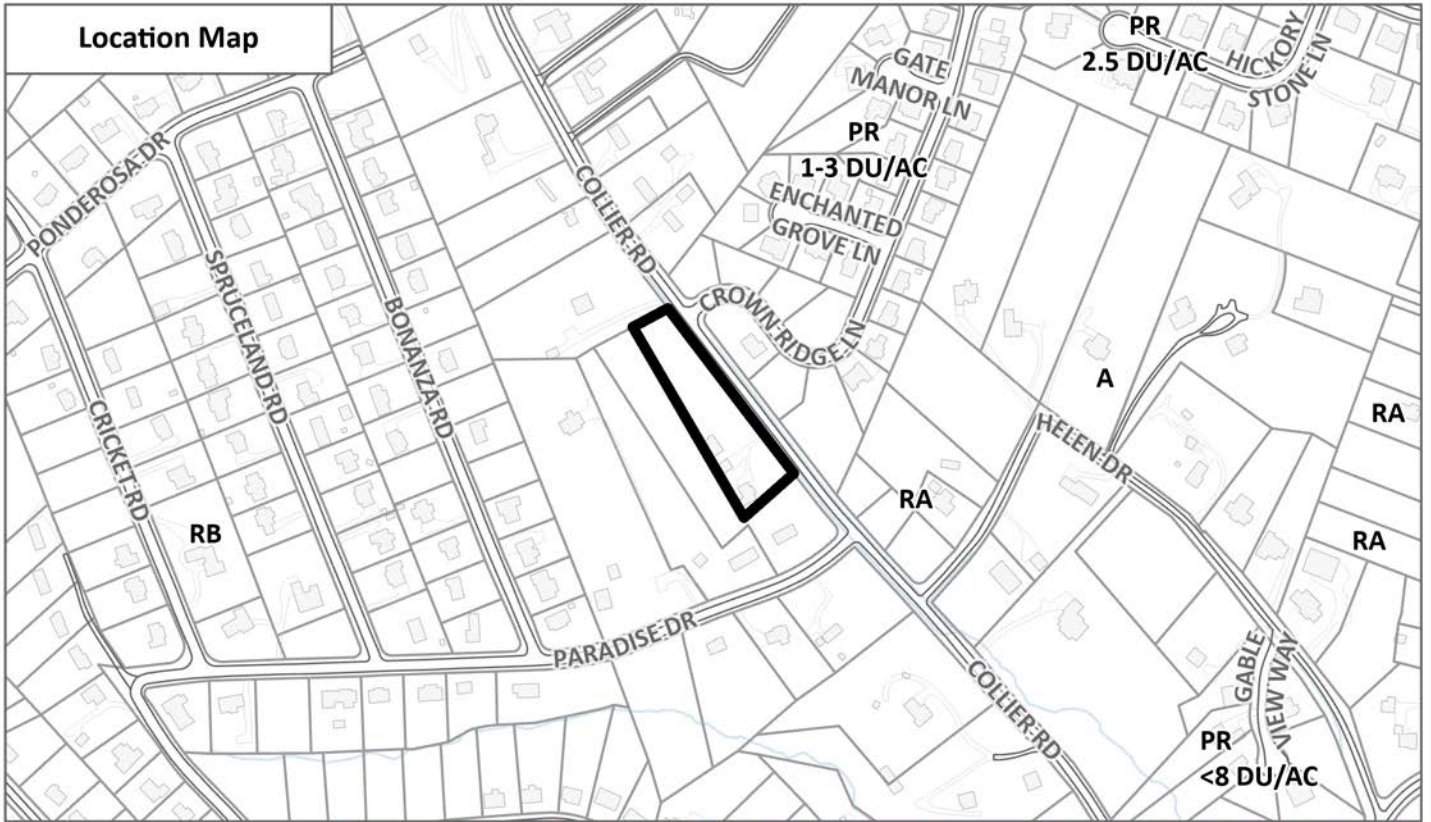 Location Map
PR
2.5 DU/AC
HICKORY
STONE LN
GATE
MANOR LN
PR
1-3 DU/AC
ENCHANTED
GROVE LN
PONDEROSA DR
COLLIER RD
SPRUCELAND RD
BONANZA RD
CROWN RIDGE LN
A
RA
CRICKET RD
HELEN DR
RA
RB
RA
PARADISE DR
COLLIER RD
GABLE
VIEW WAY
PR
<8 DU/AC